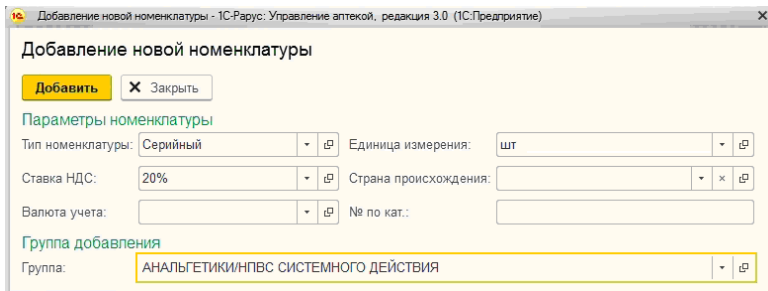 1С Добавление новой номенклатуры - 1С-Рарус: Управление аптекой, редакция 3.0 (1С:Предприятие)
Добавление новой номенклатуры
Добавить Закрыть
Параметры номенклатуры
Тип номенклатуры: Серийный Единица измерения: шт
Ставка НДС: 20% Страна происхождения:
Валюта учета: № по кат.:
Группа добавления
Группа: АНАЛЬГЕТИКИ/НПВС СИСТЕМНОГО ДЕЙСТВИЯ